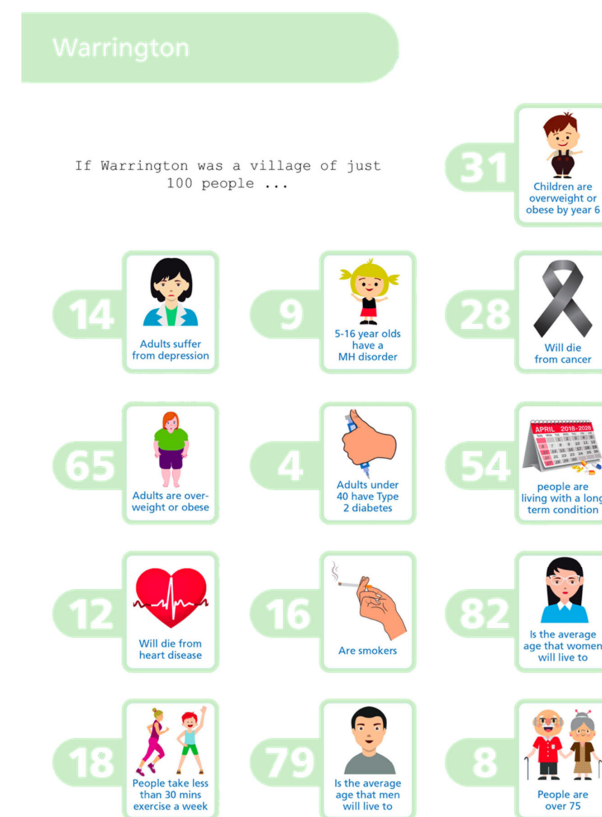 Warrington
If Warrington was a village of just
100 people ...
31
Children are
overweight or
obese by year 6
14
Adults suffer
from depression
9
5-16 year olds
have a
MH disorder
28
Will die
from cancer
65
Adults are over-
weight or obese
4
Adults under
40 have Type
2 diabetes
54
APRIL 2016-2026
people are
living with a long
term condition
12
Will die from
heart disease
16
Are smokers
82
Is the average
age that women
will live to
18
People take less
than 30 mins
exercise a week
79
Is the average
age that men
will live to
8
People are
over 75